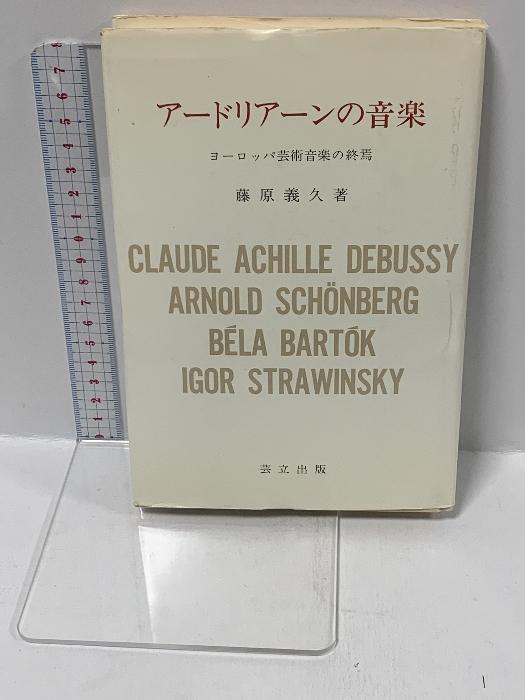 アードリアーンの音楽
ヨーロッパ芸術音楽の終焉
藤原義久著
CLAUDE ACHILLE DEBUSSY
ARNOLD SCHÖNBERG
BÉLA BARTÓK
IGOR STRAWINSKY
芸立出版